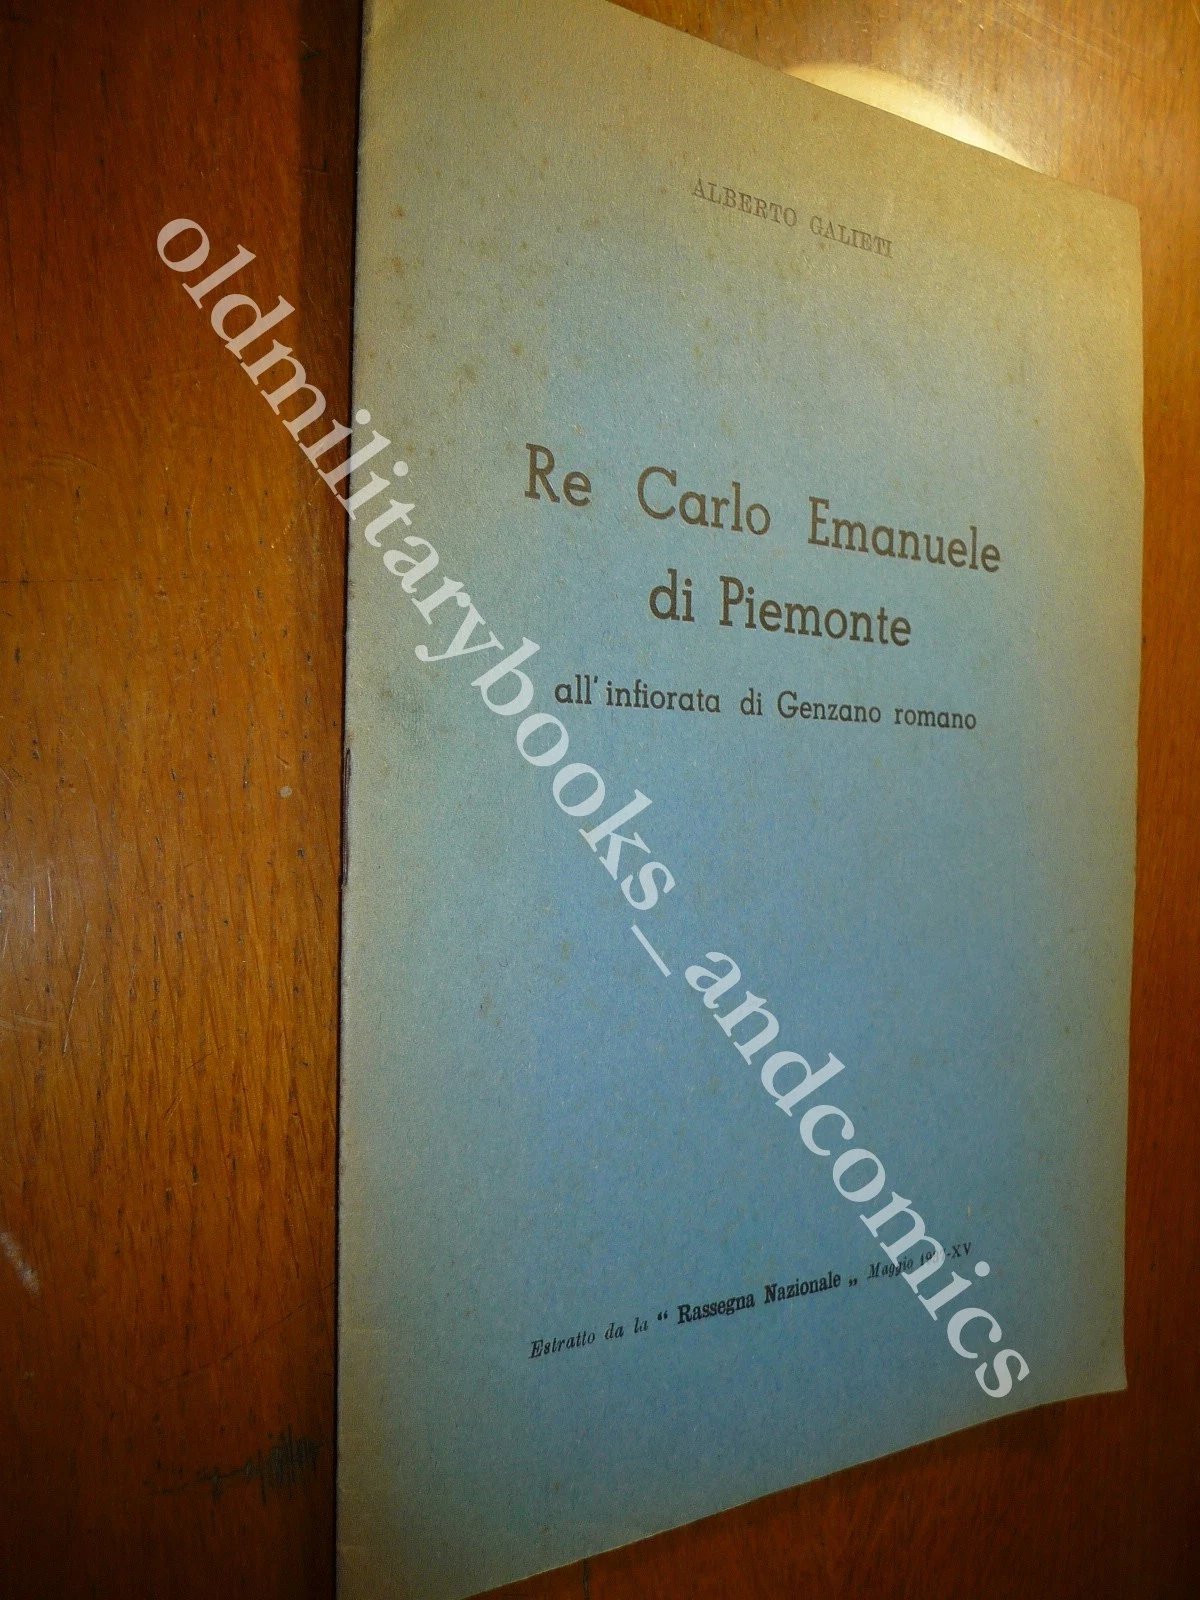 ALBERTO GALIETI
Re Carlo Emanuele
di Piemonte
all'infiorata di Genzano romano
Estratto da la “ Rassegna Nazionale „ Maggio -XV
oldmilitarybooks_andcomics